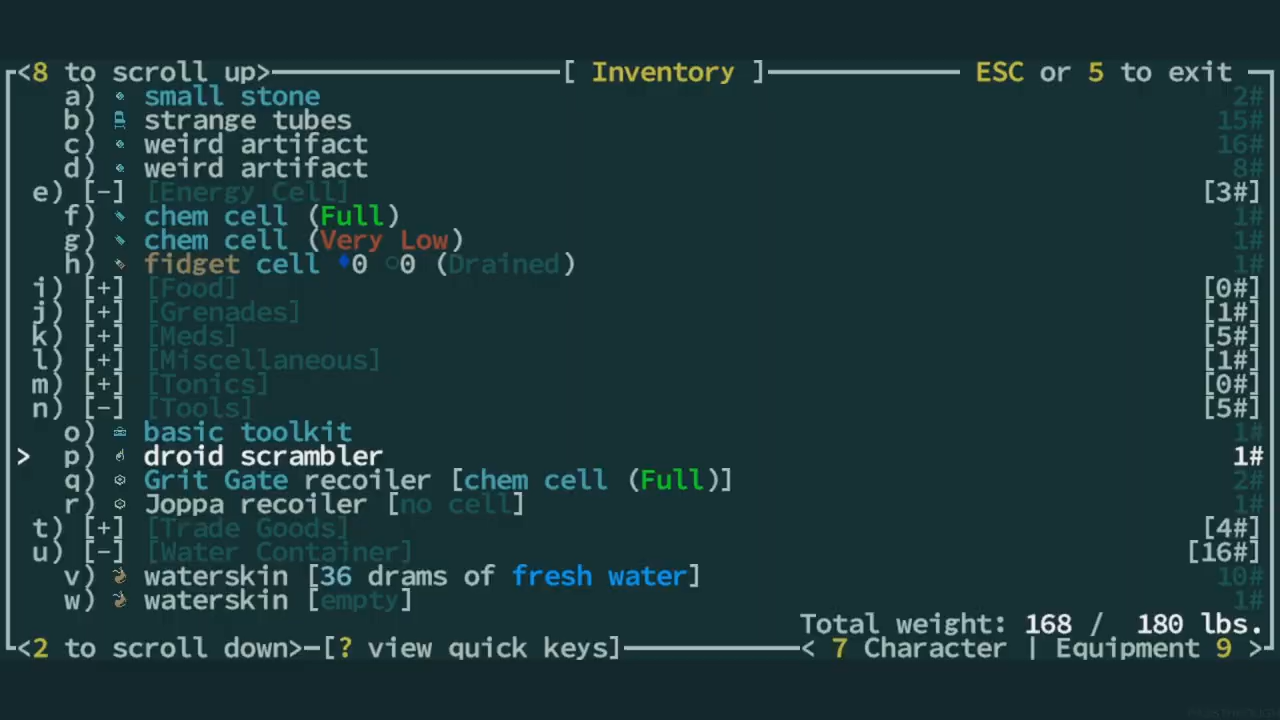 <8 to scroll up> [ Inventory ] ESC or 5 to exit
a) small stone 2#
b) strange tubes 15#
c) weird artifact 16#
d) weird artifact 8#
e) [-] [Energy Cell] [3#]
f) chem cell (Full) 1#
g) chem cell (Very Low) 1#
h) fidget cell ♦0 ○0 (Drained) 1#
i) [+] [Food] [0#]
j) [+] [Grenades] [1#]
k) [+] [Meds] [5#]
l) [+] [Miscellaneous] [1#]
m) [+] [Tonics] [0#]
n) [-] [Tools] [5#]
o) basic toolkit 1#
> p) droid scrambler 1#
q) Grit Gate recoiler [chem cell (Full)] 2#
r) Joppa recoiler [no cell] 1#
t) [+] [Trade Goods] [4#]
u) [-] [Water Container] [16#]
v) waterskin [36 drams of fresh water] 10#
w) waterskin [empty] 1#
Total weight: 168 / 180 lbs.
<2 to scroll down> [? view quick keys] < 7 Character | Equipment 9 >